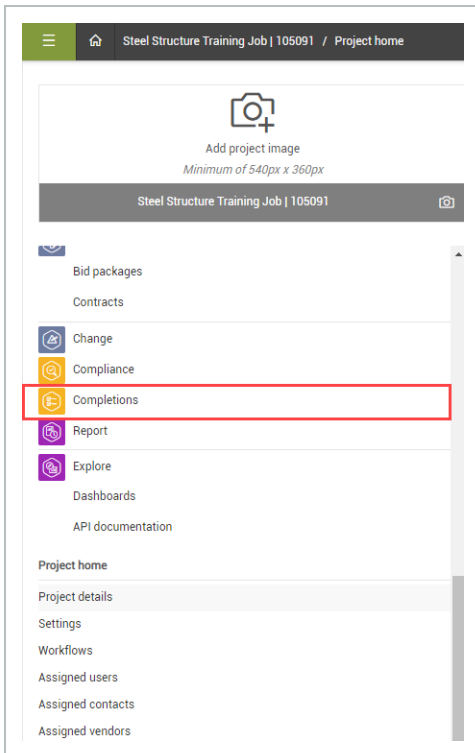 Steel Structure Training Job | 105091 / Project home
Add project image
Minimum of 540px x 360px
Steel Structure Training Job | 105091
Bid packages
Contracts
Change
Compliance
Completions
Report
Explore
Dashboards
API documentation
Project home
Project details
Settings
Workflows
Assigned users
Assigned contacts
Assigned vendors